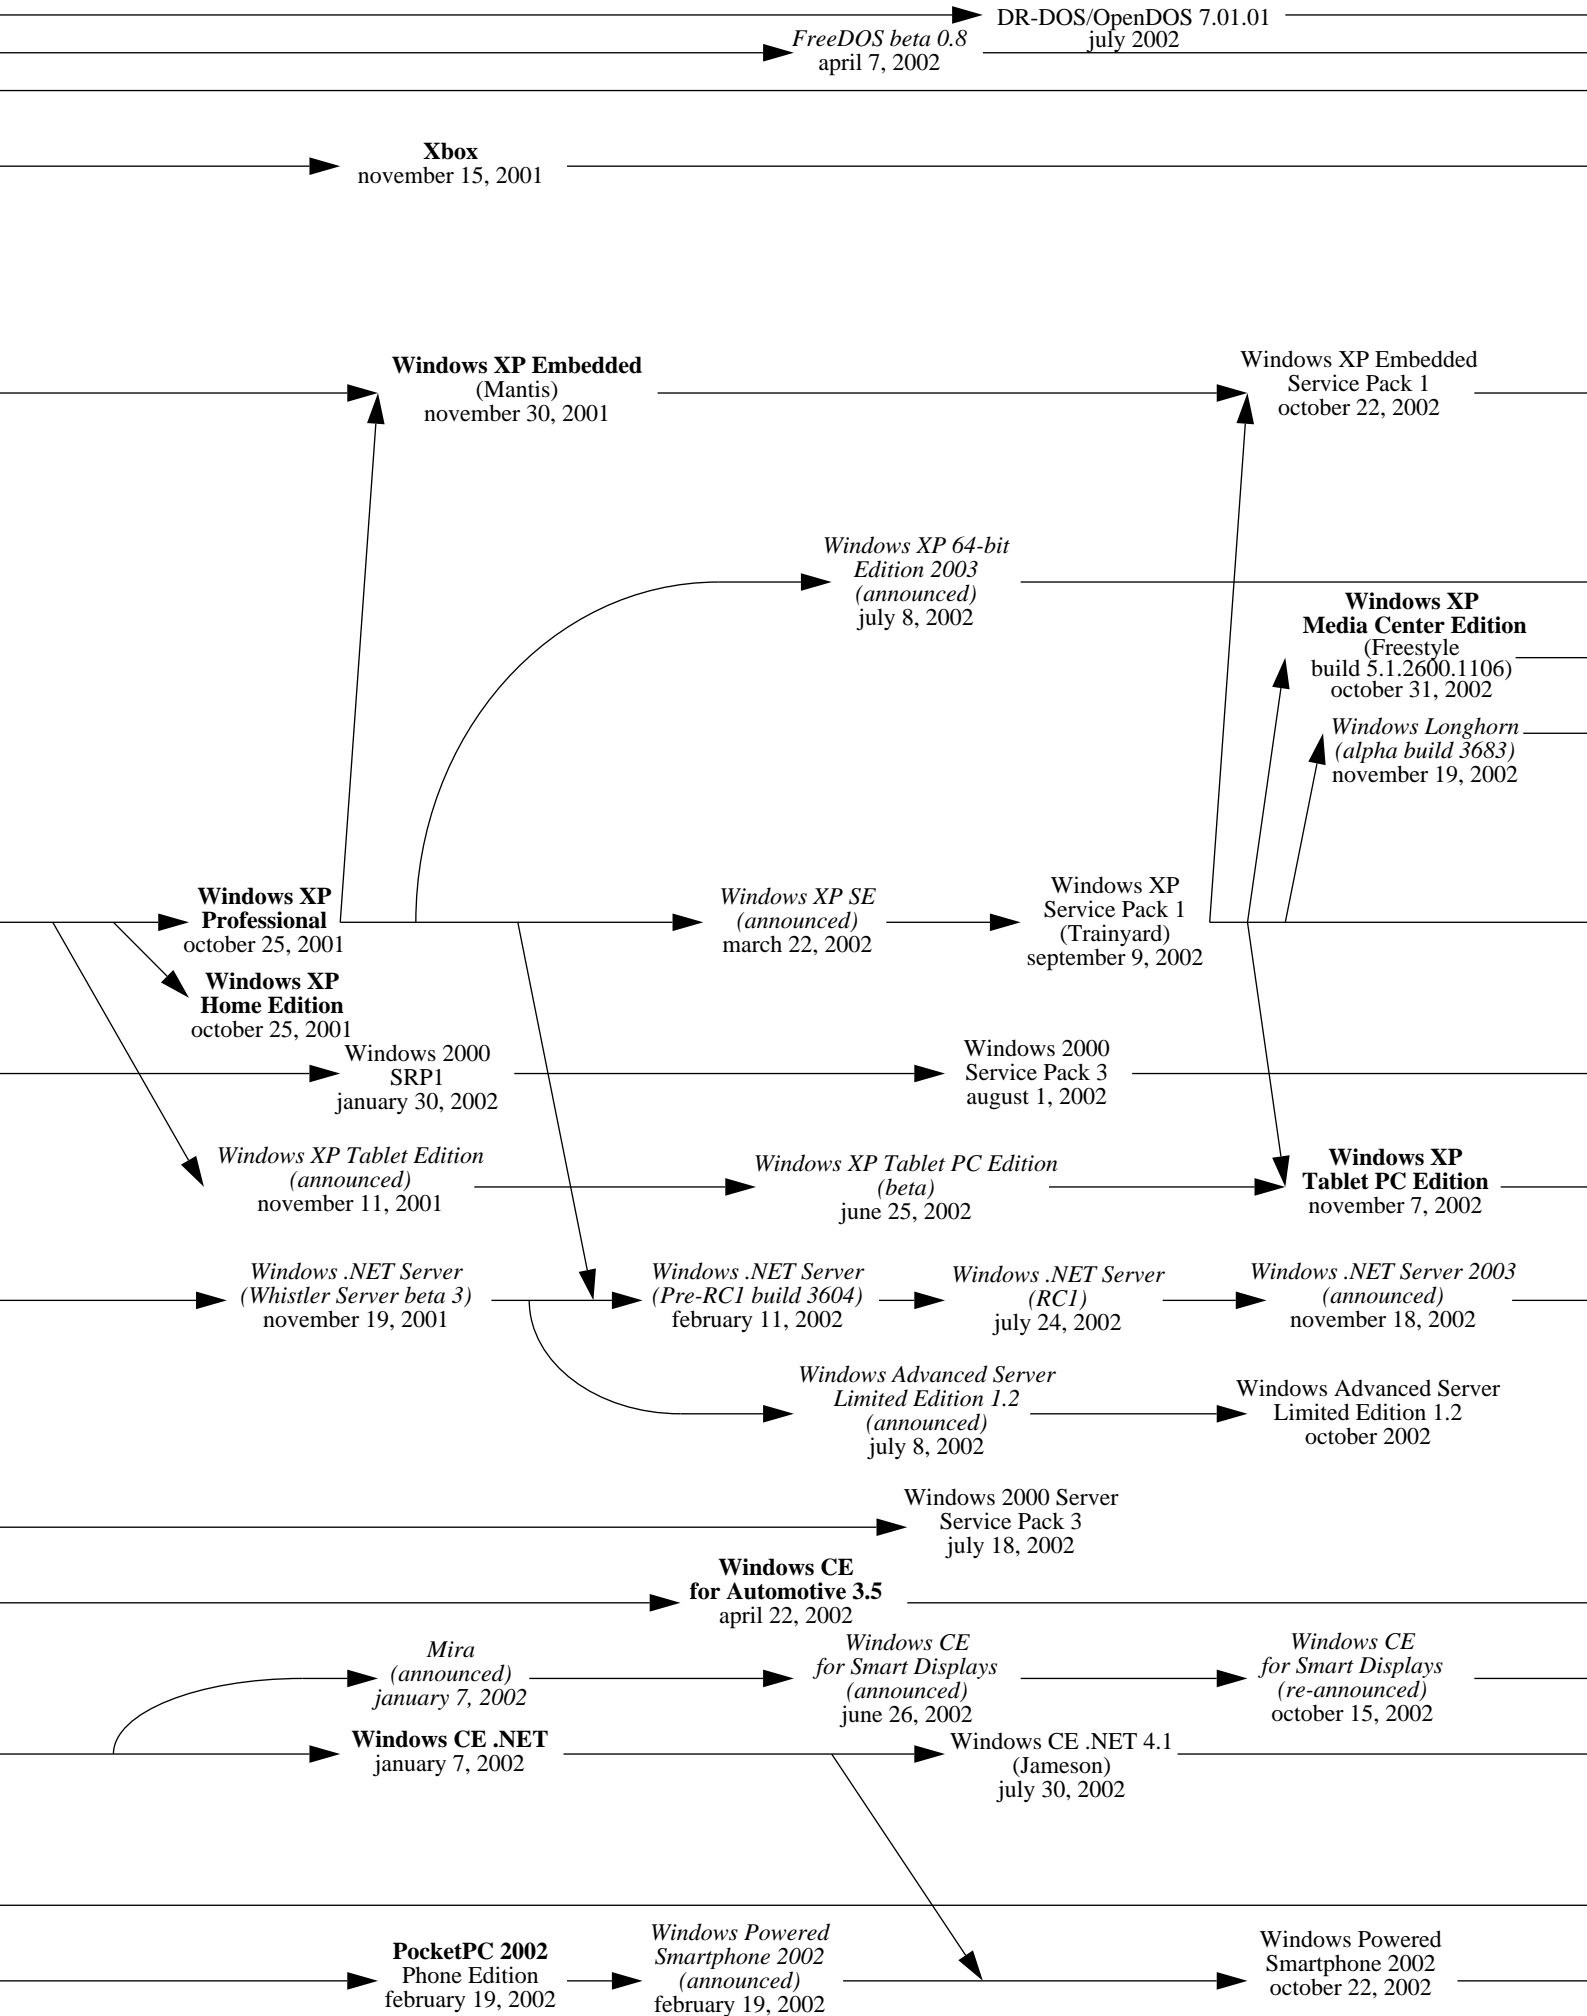 DR-DOS/OpenDOS 7.01.01
july 2002
FreeDOS beta 0.8
april 7, 2002
Xbox
november 15, 2001
Windows XP Embedded
(Mantis)
november 30, 2001
Windows XP Embedded
Service Pack 1
october 22, 2002
Windows XP 64-bit
Edition 2003
(announced)
july 8, 2002
Windows XP
Media Center Edition
(Freestyle
build 5.1.2600.1106)
october 31, 2002
Windows Longhorn
(alpha build 3683)
november 19, 2002
Windows XP
Professional
october 25, 2001
Windows XP SE
(announced)
march 22, 2002
Windows XP
Service Pack 1
(Trainyard)
september 9, 2002
Windows XP
Home Edition
october 25, 2001
Windows 2000
SRP1
january 30, 2002
Windows 2000
Service Pack 3
august 1, 2002
Windows XP Tablet Edition
(announced)
november 11, 2001
Windows XP Tablet PC Edition
(beta)
june 25, 2002
Windows XP
Tablet PC Edition
november 7, 2002
Windows .NET Server
(Whistler Server beta 3)
november 19, 2001
Windows .NET Server
(Pre-RC1 build 3604)
february 11, 2002
Windows .NET Server
(RC1)
july 24, 2002
Windows .NET Server 2003
(announced)
november 18, 2002
Windows Advanced Server
Limited Edition 1.2
(announced)
july 8, 2002
Windows Advanced Server
Limited Edition 1.2
october 2002
Windows 2000 Server
Service Pack 3
july 18, 2002
Windows CE
for Automotive 3.5
april 22, 2002
Mira
(announced)
january 7, 2002
Windows CE
for Smart Displays
(announced)
june 26, 2002
Windows CE
for Smart Displays
(re-announced)
october 15, 2002
Windows CE .NET
january 7, 2002
Windows CE .NET 4.1
(Jameson)
july 30, 2002
PocketPC 2002
Phone Edition
february 19, 2002
Windows Powered
Smartphone 2002
(announced)
february 19, 2002
Windows Powered
Smartphone 2002
october 22, 2002